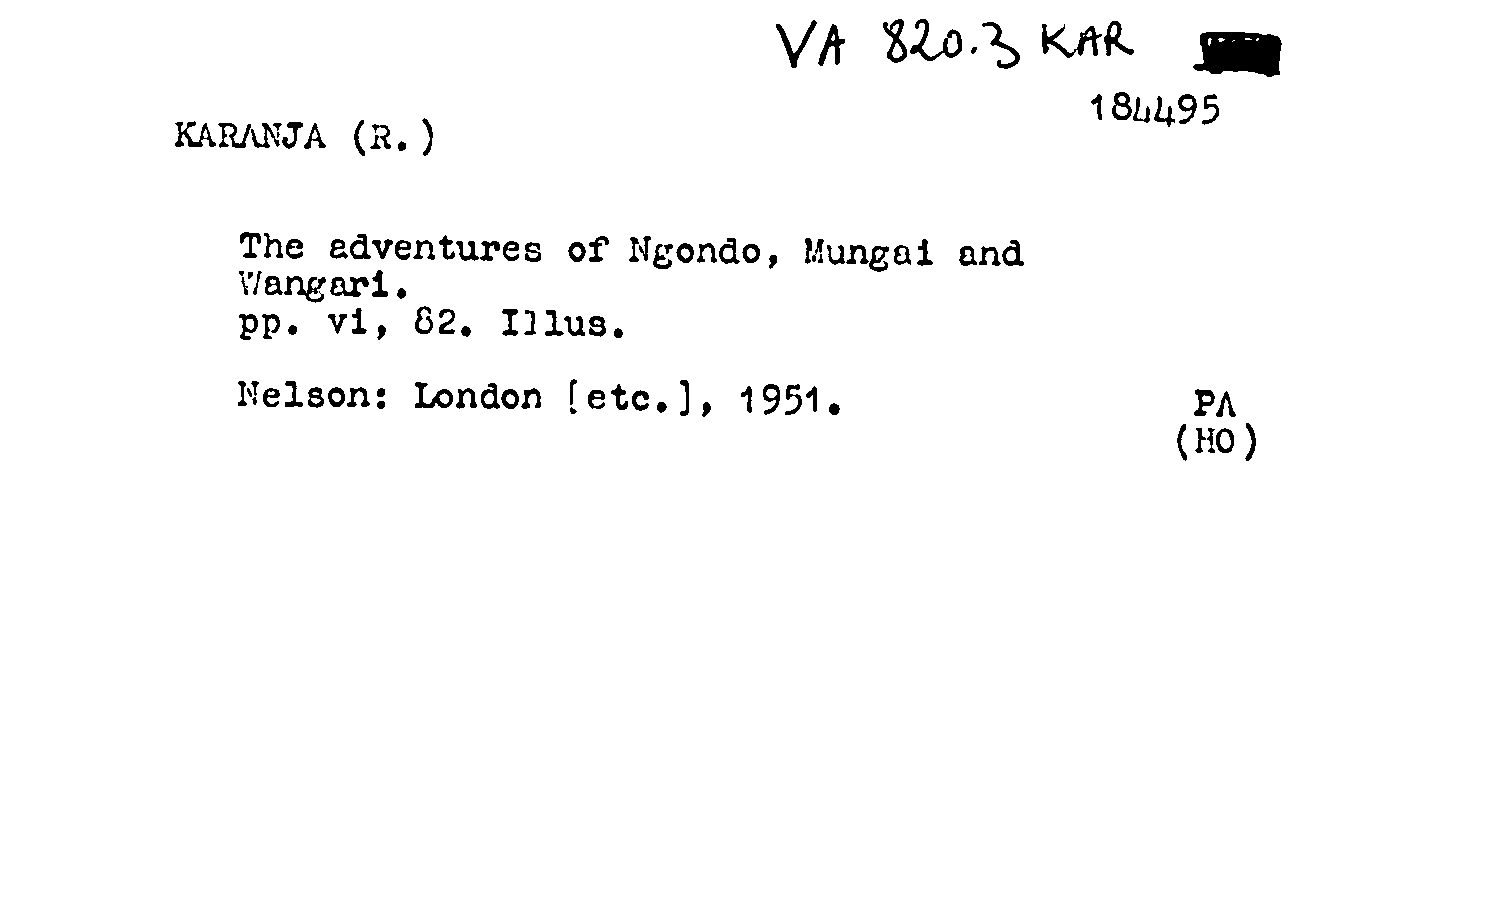 VA 820.3 KAR
184495
KARANJA (R.)
The adventures of Ngondo, Mungai and
Wangari.
pp. vi, 82. Illus.
Nelson: London [etc.], 1951.
PA
(HO)